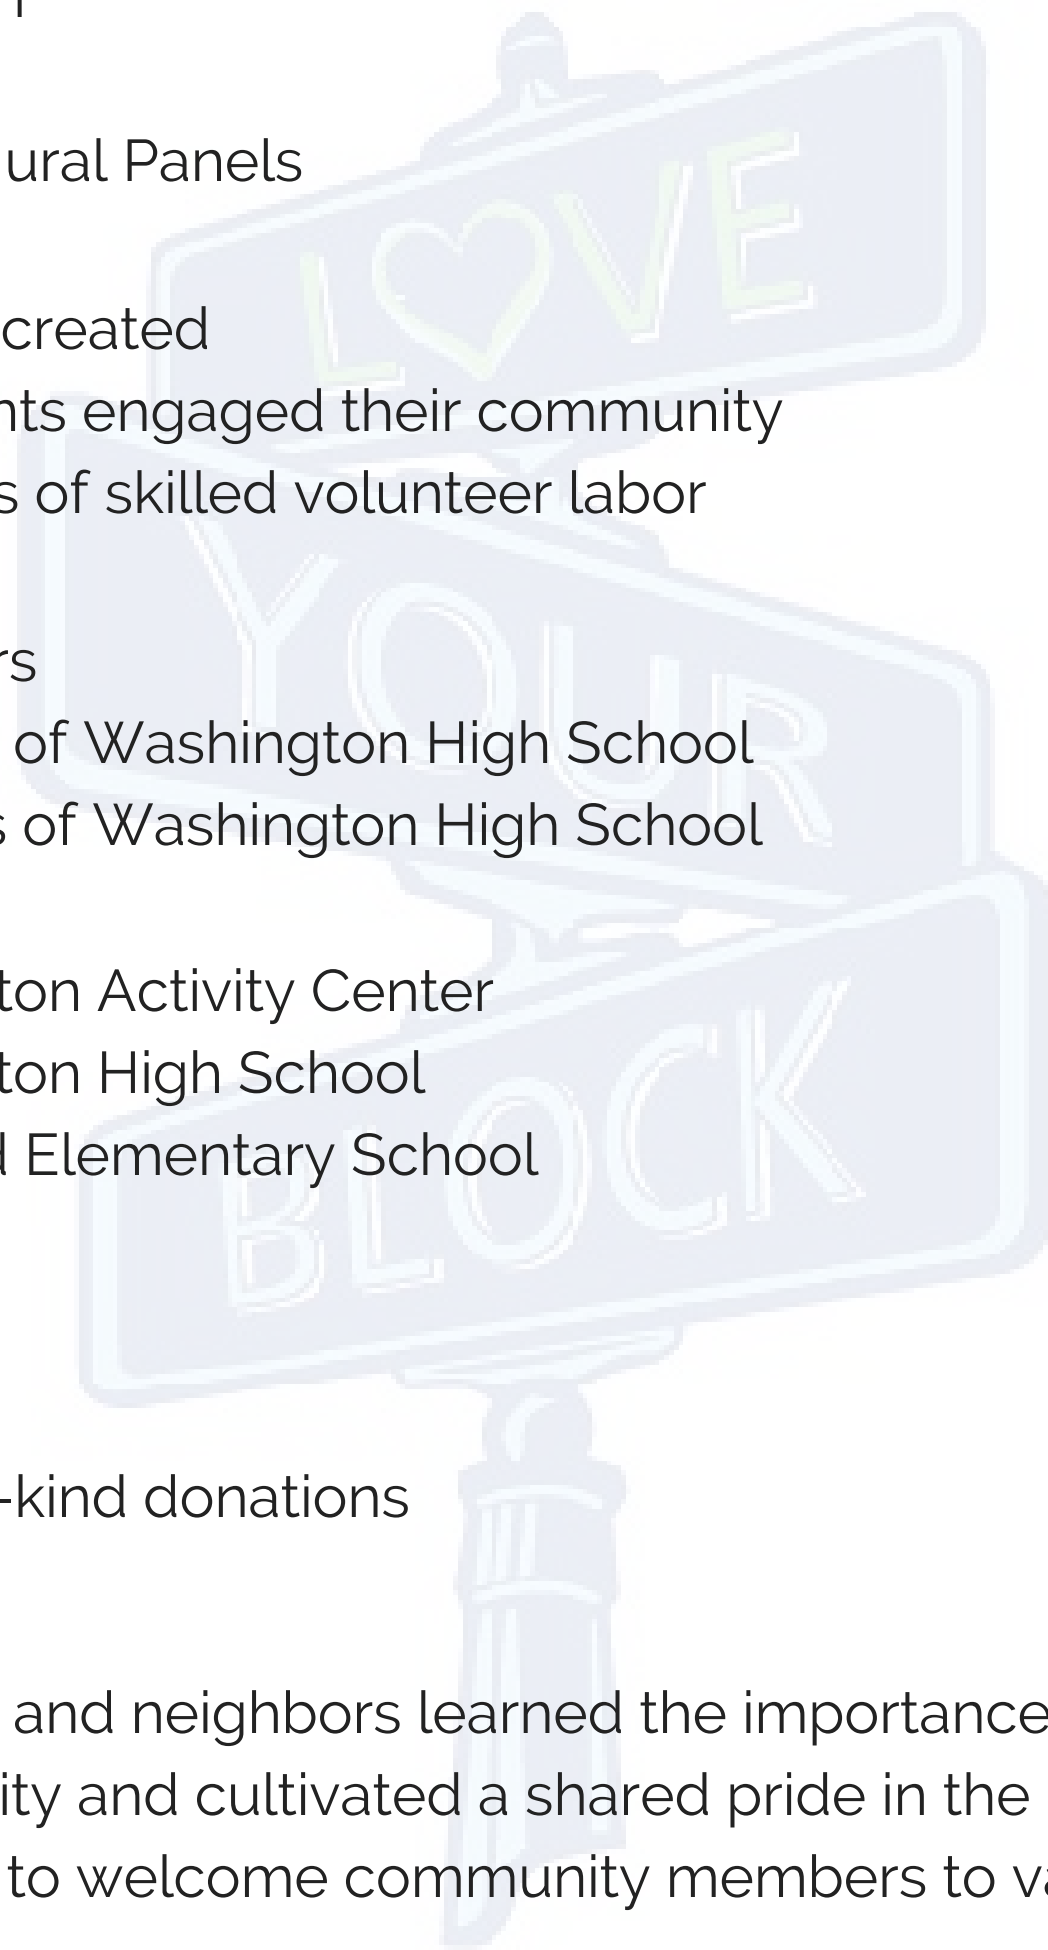 ural Panels
created
nts engaged their community
s of skilled volunteer labor
rs
of Washington High School
s of Washington High School
ton Activity Center
ton High School
d Elementary School
-kind donations
and neighbors learned the importance
ity and cultivated a shared pride in the
to welcome community members to va
LOVE
YOUR
BLOCK